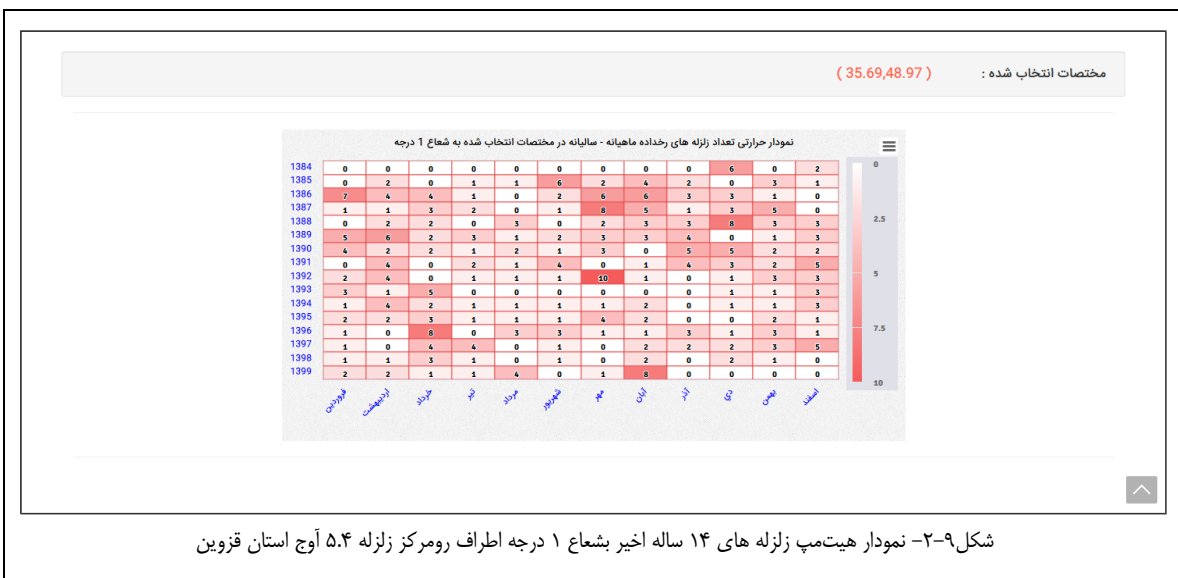 مختصات انتخاب شده : ( 35.69,48.97 )
نمودار حرارتی تعداد زلزله های رخداده ماهیانه - سالیانه در مختصات انتخاب شده به شعاع 1 درجه
1384 0 0 0 0 0 0 0 0 0 6 0 2
1385 0 2 0 1 1 6 2 4 2 0 3 1
1386 7 4 4 1 0 2 6 6 3 3 1 0
1387 1 1 3 2 0 1 8 5 1 3 5 0
1388 0 2 2 0 3 0 2 3 3 8 3 3
1389 5 6 2 3 1 2 3 3 4 0 1 3
1390 4 2 2 1 2 1 3 0 5 5 2 2
1391 0 4 0 2 1 4 0 1 4 3 2 5
1392 2 4 0 1 1 1 10 1 0 1 3 3
1393 3 1 5 0 0 0 0 0 0 1 1 3
1394 1 4 2 1 1 1 1 2 0 1 1 3
1395 2 2 3 1 1 1 4 2 0 0 2 1
1396 1 0 8 0 3 3 1 1 3 1 3 1
1397 1 0 4 4 0 1 0 2 2 2 3 5
1398 1 1 3 1 0 1 0 2 0 2 1 0
1399 2 2 1 1 4 0 1 8 0 0 0 0
فروردین اردیبهشت خرداد تیر مرداد شهریور مهر آبان آذر دی بهمن اسفند
0
2.5
5
7.5
10
شکل۹-۲- نمودار هیت‌مپ زلزله های ۱۴ ساله اخیر بشعاع ۱ درجه اطراف رومرکز زلزله ۵.۴ آوج استان قزوین